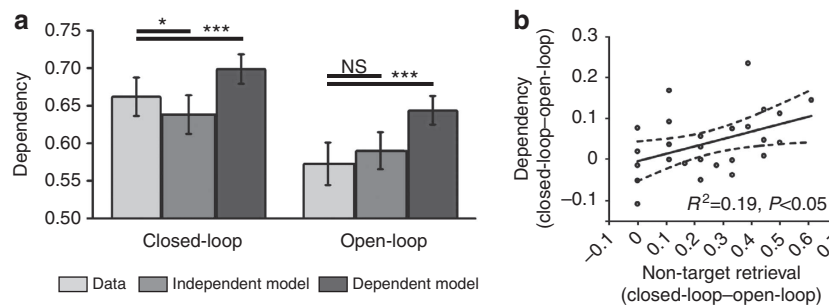 a
*
***
NS
***
0.75
0.70
0.65
0.60
0.55
0.50
Dependency
Closed-loop
Open-loop
Data
Independent model
Dependent model
b
0.3
0.2
0.1
0
–0.1
Dependency
(closed-loop–open-loop)
R²=0.19, P<0.05
–0.1
0
0.1
0.2
0.3
0.4
0.5
0.6
Non-target retrieval
(closed-loop–open-loop)